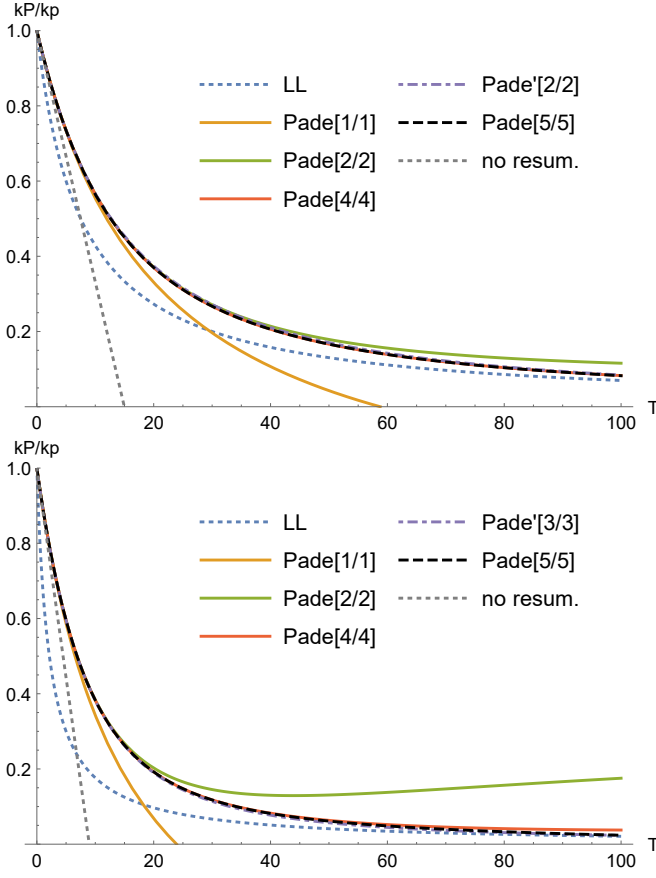 kP/kp
1.0
LL
Pade'[2/2]
0.8
Pade[1/1]
Pade[5/5]
Pade[2/2]
no resum.
0.6
Pade[4/4]
0.4
0.2
0
20
40
60
80
100
T
kP/kp
1.0
LL
Pade'[3/3]
0.8
Pade[1/1]
Pade[5/5]
Pade[2/2]
no resum.
0.6
Pade[4/4]
0.4
0.2
0
20
40
60
80
100
T